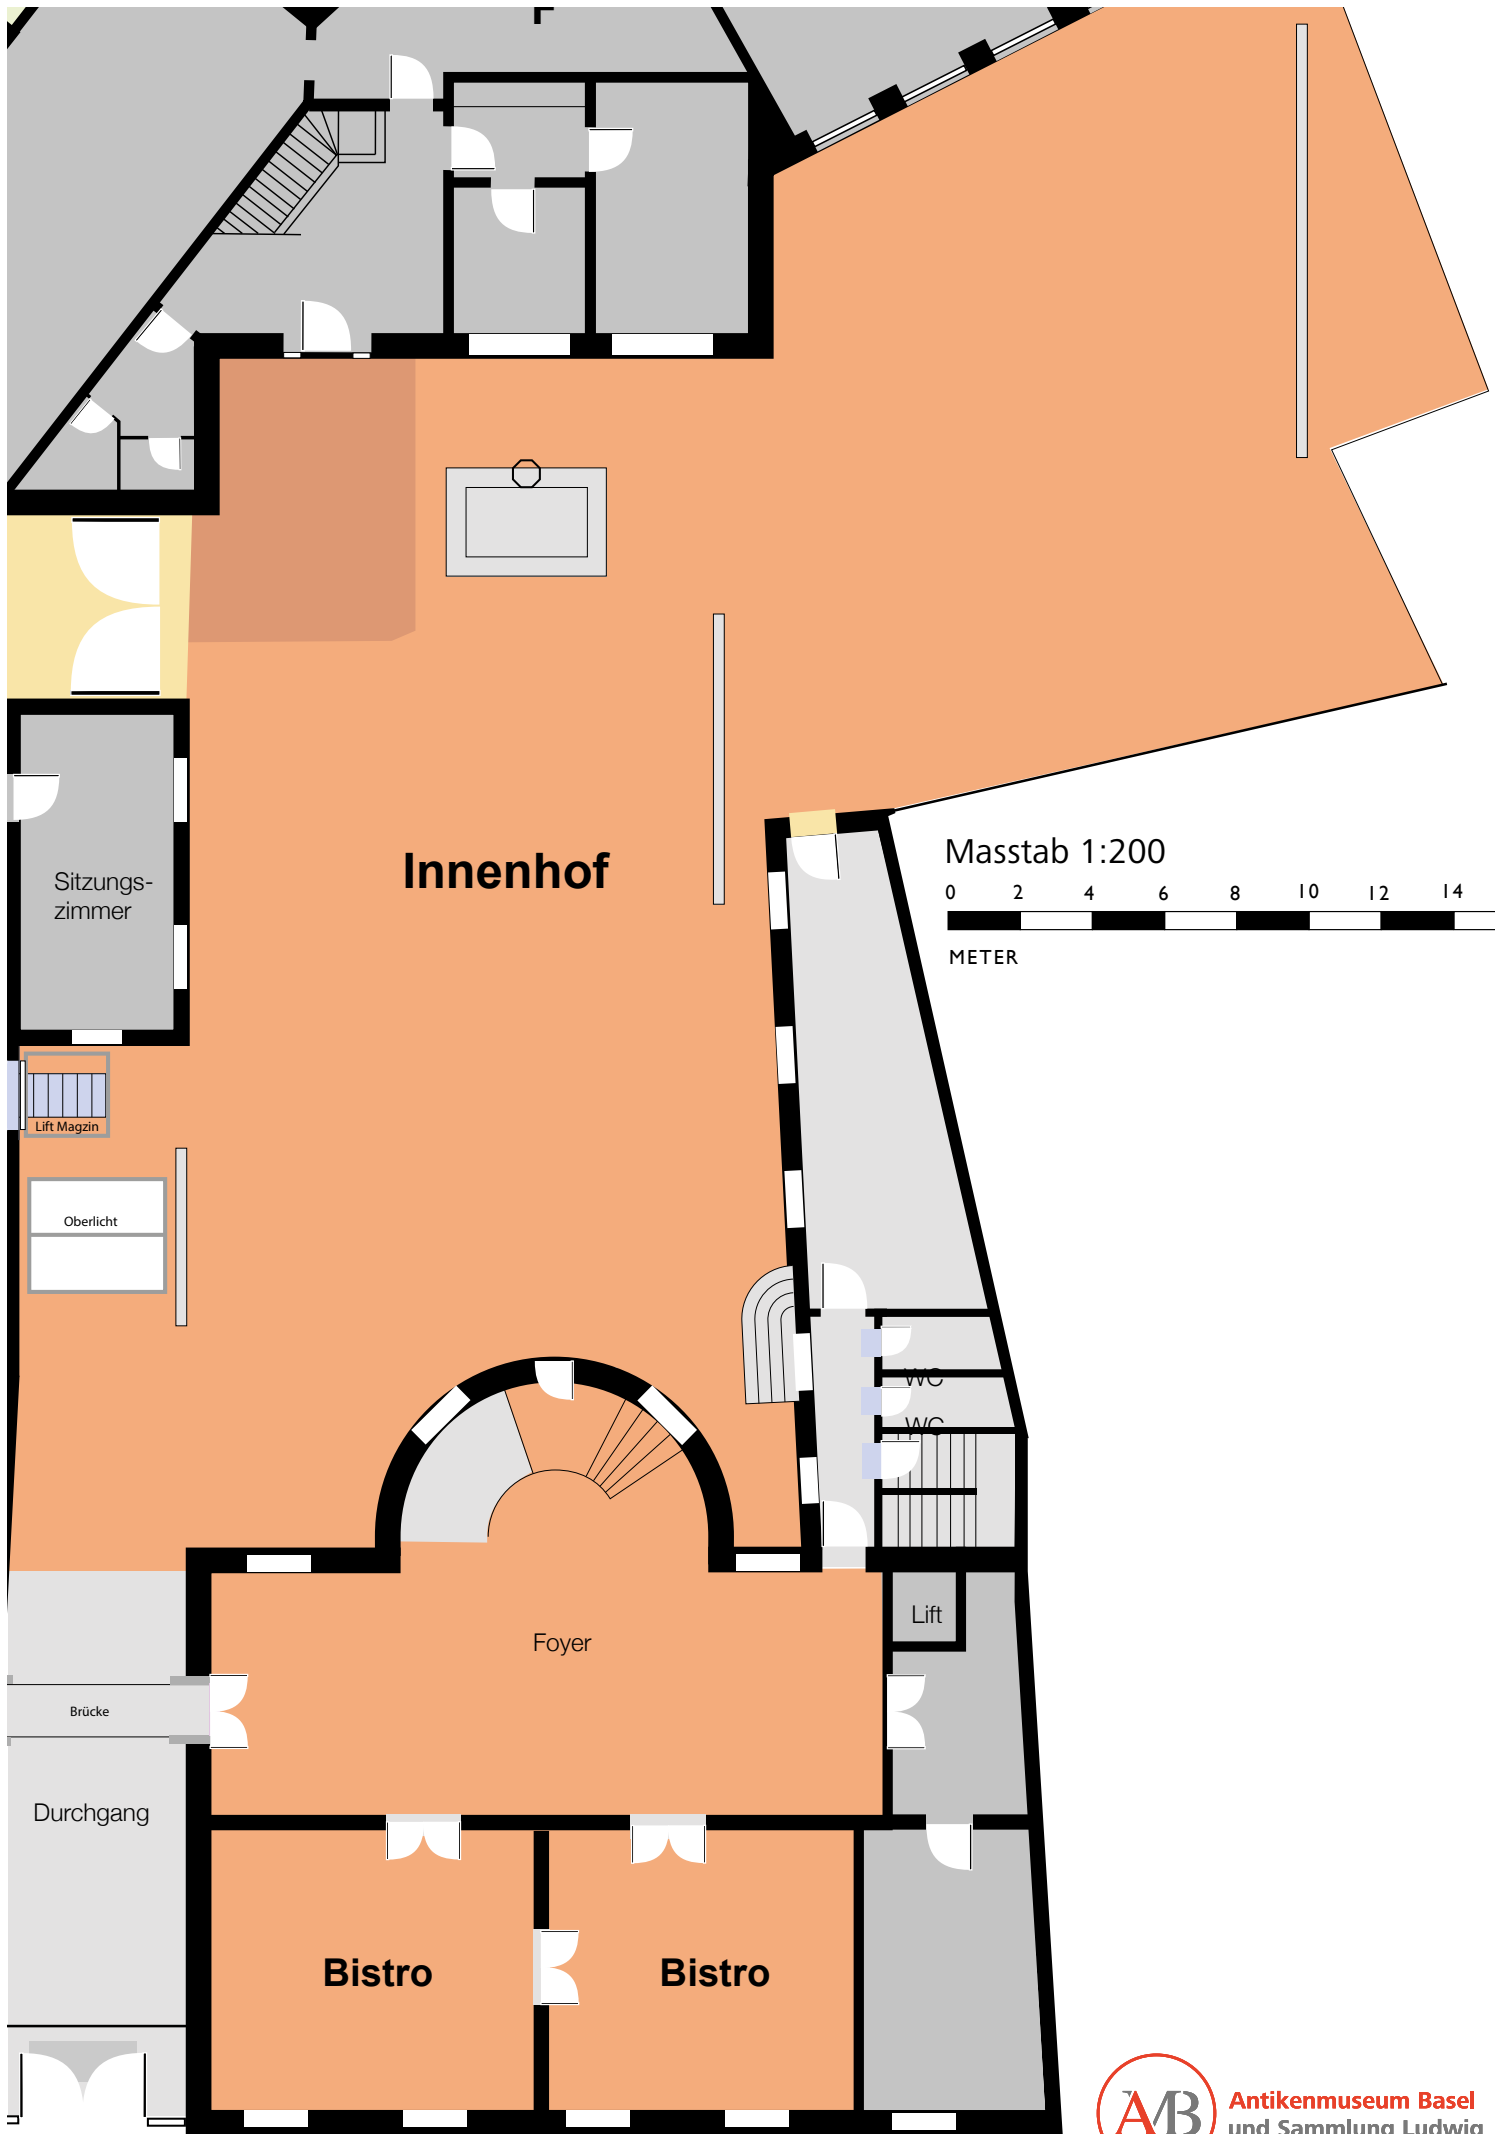 Innenhof
Masstab 1:200
0 2 4 6 8 10 12 14
METER
Sitzungs-
zimmer
Lift Magzin
Oberlicht
WC
WC
Lift
Foyer
Brücke
Durchgang
Bistro
Bistro
AMB
Antikenmuseum Basel
und Sammlung Ludwig